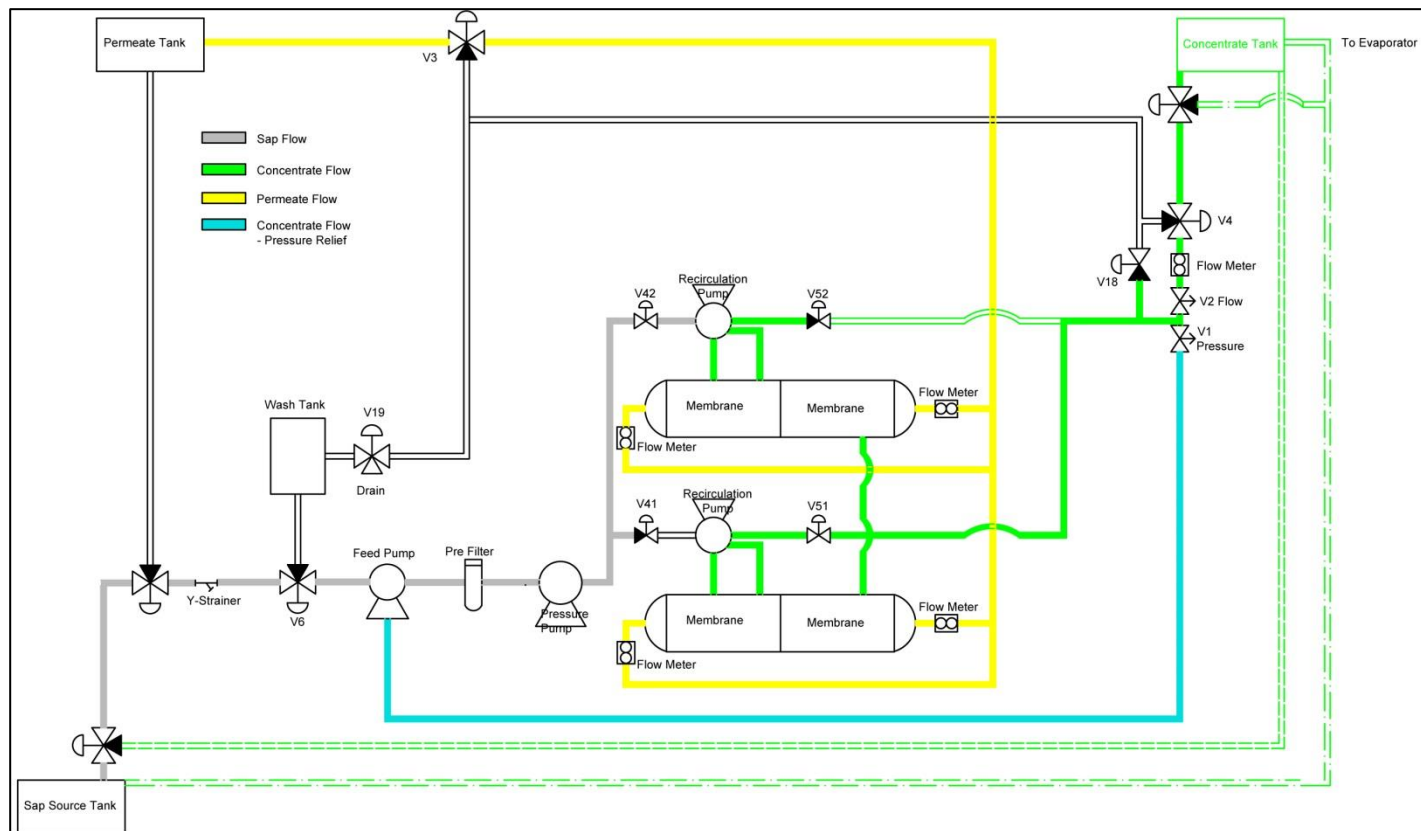 Permeate Tank
V3
Concentrate Tank
To Evaporator
Sap Flow
Concentrate Flow
Permeate Flow
Concentrate Flow
- Pressure Relief
V4
Flow Meter
V18
V2 Flow
V1
Pressure
Recirculation
Pump
V42
V52
Membrane
Membrane
Flow Meter
Flow Meter
Wash Tank
V19
Drain
Recirculation
Pump
V41
V51
Feed Pump
Pre Filter
Pressure
Pump
Y-Strainer
V6
Membrane
Membrane
Flow Meter
Flow Meter
Sap Source Tank